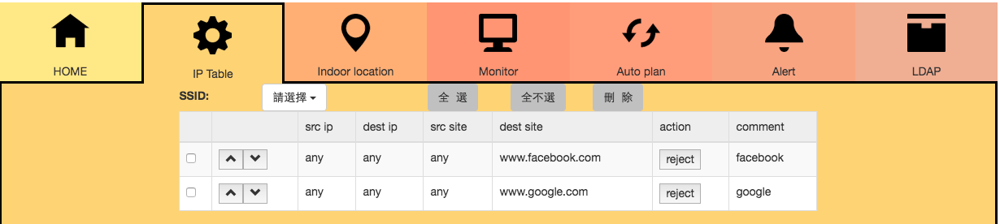 HOME
IP Table
Indoor location
Monitor
Auto plan
Alert
LDAP
SSID: 請選擇 全 選 全不選 刪 除
src ip dest ip src site dest site action comment
any any any www.facebook.com reject facebook
any any any www.google.com reject google